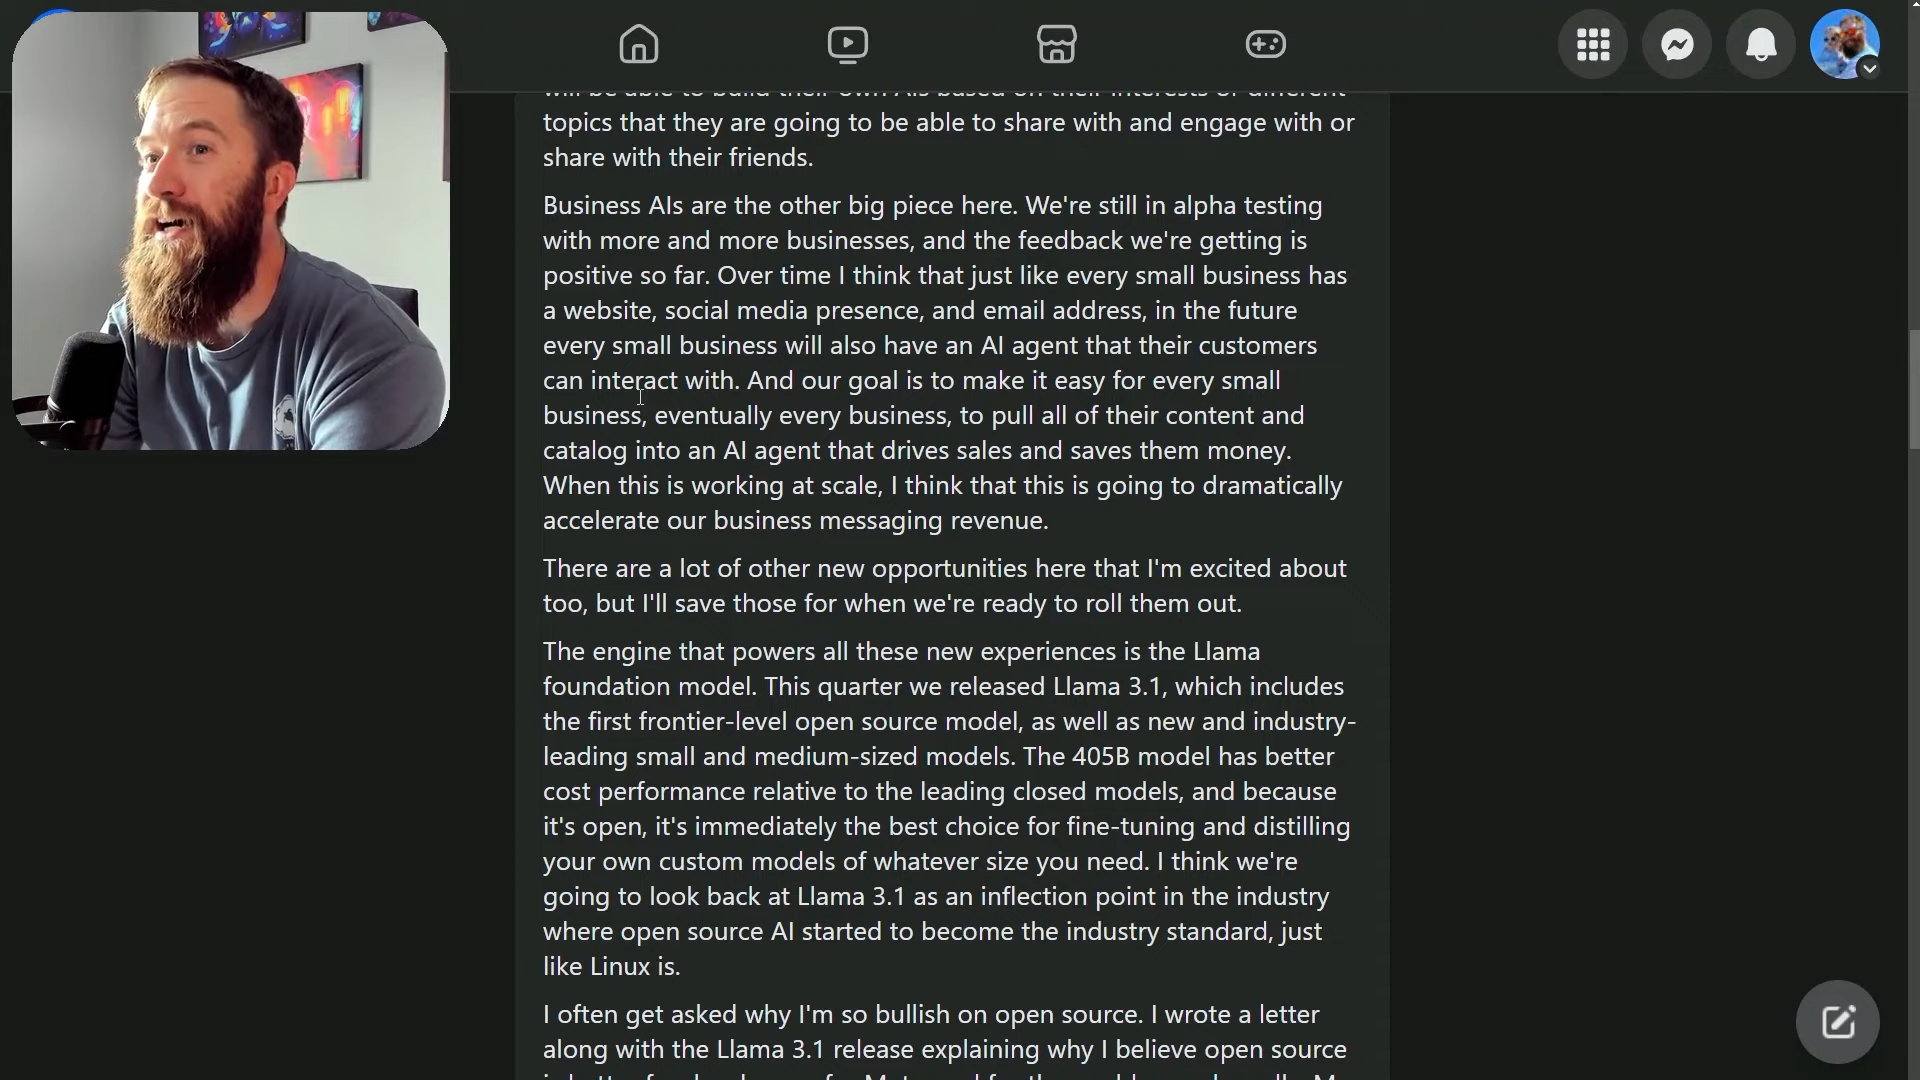 will be able to build their own AIs based on their interests or different
topics that they are going to be able to share with and engage with or
share with their friends.
Business AIs are the other big piece here. We're still in alpha testing
with more and more businesses, and the feedback we're getting is
positive so far. Over time I think that just like every small business has
a website, social media presence, and email address, in the future
every small business will also have an AI agent that their customers
can interact with. And our goal is to make it easy for every small
business, eventually every business, to pull all of their content and
catalog into an AI agent that drives sales and saves them money.
When this is working at scale, I think that this is going to dramatically
accelerate our business messaging revenue.
There are a lot of other new opportunities here that I'm excited about
too, but I'll save those for when we're ready to roll them out.
The engine that powers all these new experiences is the Llama
foundation model. This quarter we released Llama 3.1, which includes
the first frontier-level open source model, as well as new and industry-
leading small and medium-sized models. The 405B model has better
cost performance relative to the leading closed models, and because
it's open, it's immediately the best choice for fine-tuning and distilling
your own custom models of whatever size you need. I think we're
going to look back at Llama 3.1 as an inflection point in the industry
where open source AI started to become the industry standard, just
like Linux is.
I often get asked why I'm so bullish on open source. I wrote a letter
along with the Llama 3.1 release explaining why I believe open source